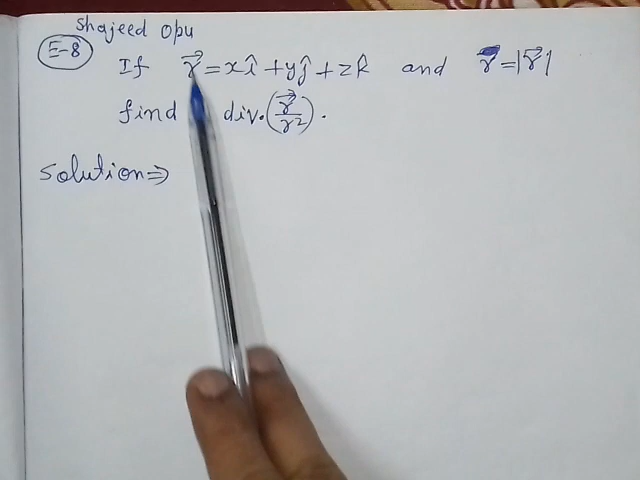 Shajeed Opu
E-8
If r⃗ = xî + yĵ + zk̂ and r = |r⃗|
find div.(r⃗/r²).
Solution ⇒